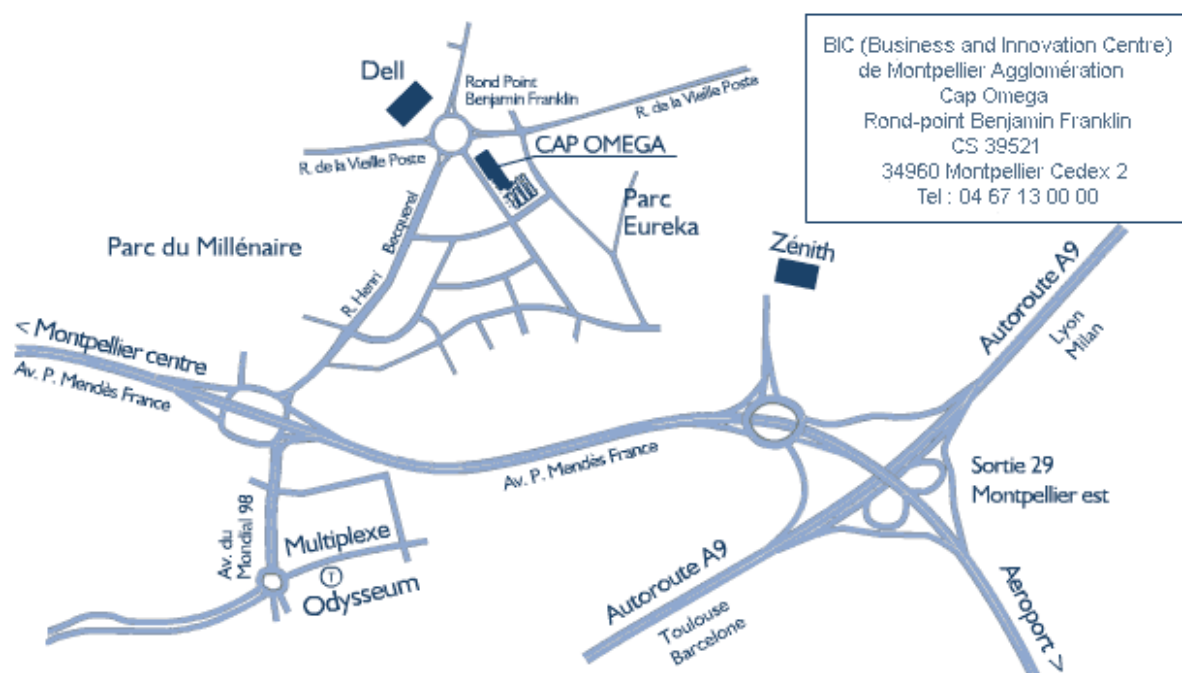 BIC (Business and Innovation Centre)
de Montpellier Agglomération
Cap Omega
Rond-point Benjamin Franklin
CS 39521
34960 Montpellier Cedex 2
Tel : 04 67 13 00 00
Dell
Rond Point
Benjamin Franklin
R. de la Vieille Poste
R. de la Vieille Poste
CAP OMEGA
Parc
Eureka
Parc du Millénaire
R. Henri Becquerel
Zénith
Autoroute A9
Lyon
Milan
< Montpellier centre
Av. P. Mendès France
Av. P. Mendès France
Sortie 29
Montpellier est
Av. du
Mondial 98
Multiplexe
T
Odysseum
Autoroute A9
Toulouse
Barcelone
Aeroport >